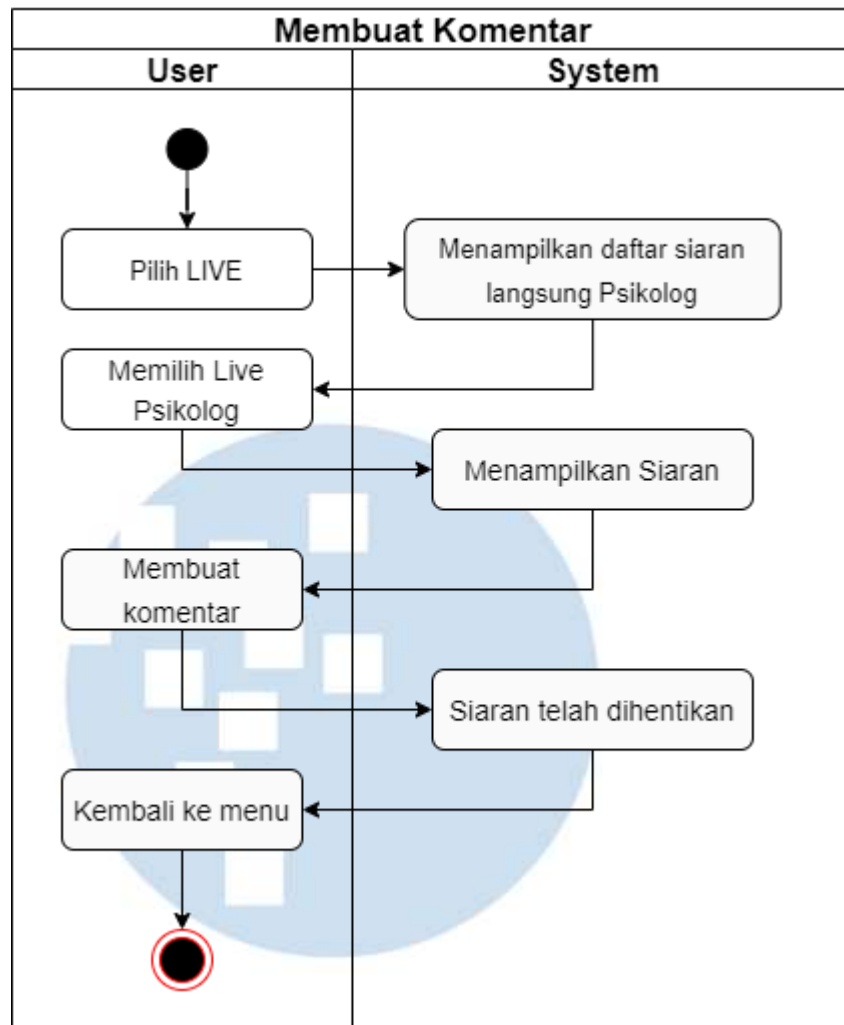 Membuat Komentar
User
System
Pilih LIVE
Menampilkan daftar siaran
langsung Psikolog
Memilih Live
Psikolog
Menampilkan Siaran
Membuat
komentar
Siaran telah dihentikan
Kembali ke menu